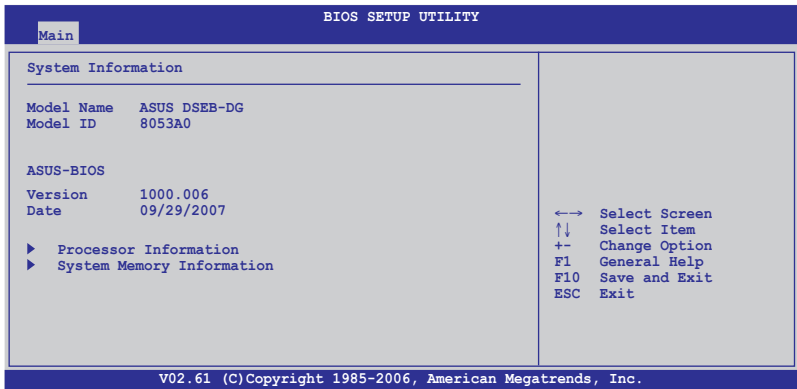 BIOS SETUP UTILITY
Main
System Information
Model Name ASUS DSEB-DG
Model ID 8053A0
ASUS-BIOS
Version 1000.006
Date 09/29/2007
Processor Information
System Memory Information
←→ Select Screen
↑↓ Select Item
+- Change Option
F1 General Help
F10 Save and Exit
ESC Exit
V02.61 (C)Copyright 1985-2006, American Megatrends, Inc.